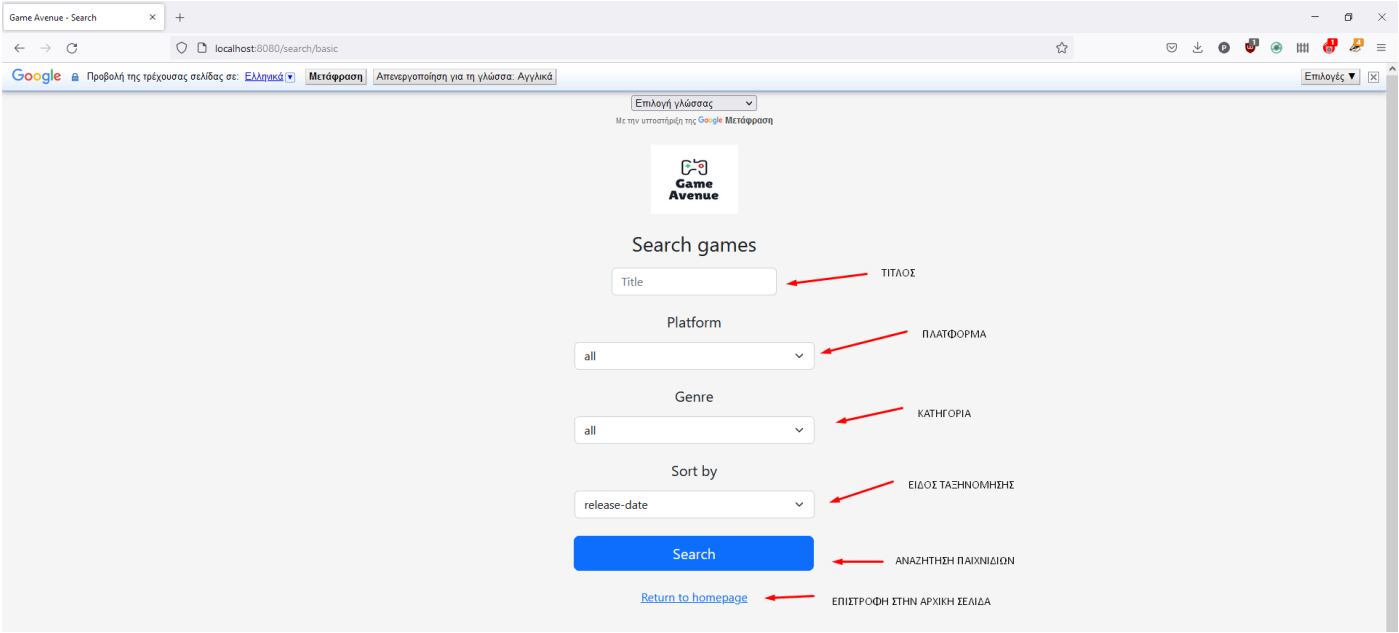 Game Avenue - Search
localhost:8080/search/basic
Google Προβολή της τρέχουσας σελίδας σε: Ελληνικά Μετάφραση Απενεργοποίηση για τη γλώσσα: Αγγλικά Επιλογές ▼
Επιλογή γλώσσας
Με την υποστήριξη της Google Μετάφραση
Game
Avenue
Search games
Title
ΤΙΤΛΟΣ
Platform
ΠΛΑΤΦΟΡΜΑ
all
Genre
ΚΑΤΗΓΟΡΙΑ
all
Sort by
ΕΙΔΟΣ ΤΑΞΗΝΟΜΗΣΗΣ
release-date
Search
ΑΝΑΖΗΤΗΣΗ ΠΑΙΧΝΙΔΙΩΝ
Return to homepage
ΕΠΙΣΤΡΟΦΗ ΣΤΗΝ ΑΡΧΙΚΗ ΣΕΛΙΔΑ